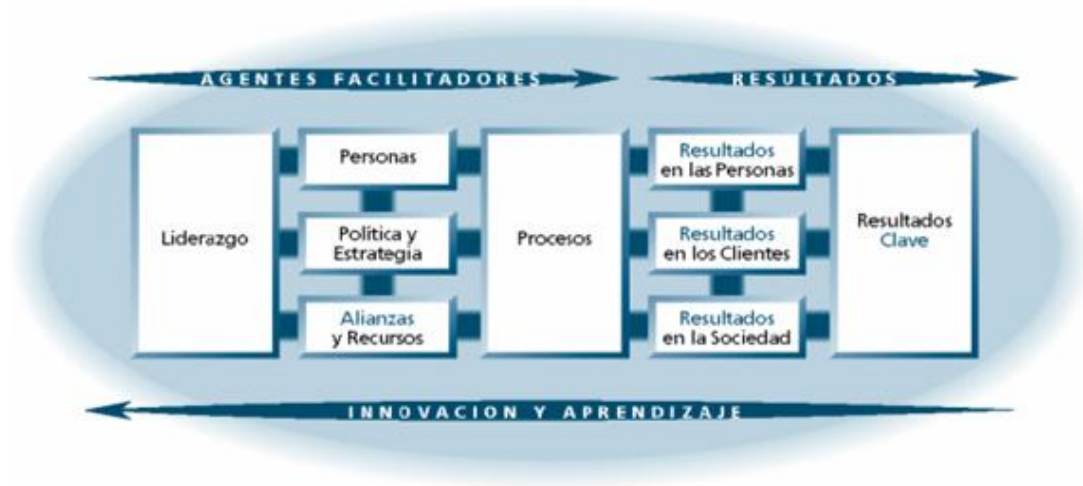 AGENTES FACILITADORES
RESULTADOS
Liderazgo
Personas
Política y
Estrategia
Alianzas
y Recursos
Procesos
Resultados
en las Personas
Resultados
en los Clientes
Resultados
en la Sociedad
Resultados
Clave
INNOVACION Y APRENDIZAJE